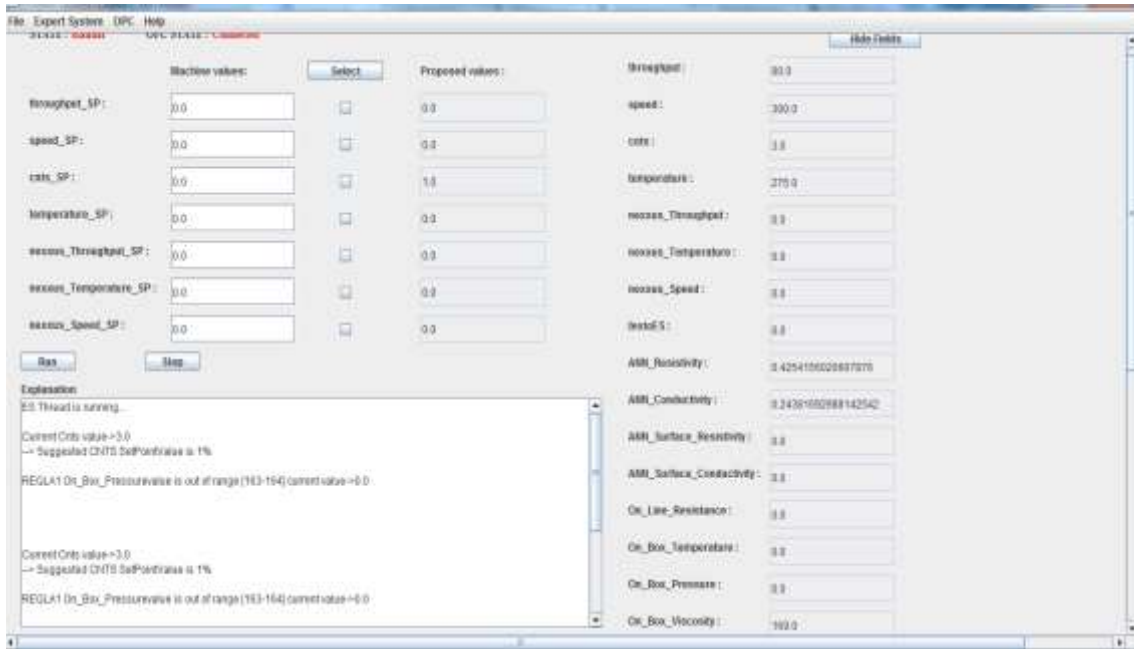 File Expert System OPC Help
Hide Fields
Machine values: Select Proposed values :
throughput_SP : 0.0 0.0
speed_SP : 0.0 0.0
cnts_SP : 0.0 1.0
temperature_SP : 0.0 0.0
nexxus_Throughput_SP : 0.0 0.0
nexxus_Temperature_SP : 0.0 0.0
nexxus_Speed_SP : 0.0 0.0
Run Stop
Explanation
ES Thread is running...
Current Cnts value->3.0
--> Suggested CNTS SetPointValue is 1%
REGLA1 On_Box_Pressurevalue is out of range [163-164] current value->0.0
Current Cnts value->3.0
--> Suggested CNTS SetPointValue is 1%
REGLA1 On_Box_Pressurevalue is out of range [163-164] current value->0.0
throughput :
speed : 300.0
cnts : 3.0
temperature : 275.0
nexxus_Throughput : 0.0
nexxus_Temperature : 0.0
nexxus_Speed : 0.0
testoES : 0.0
ANN_Resistivity :
ANN_Conductivity :
ANN_Surface_Resistivity : 0.0
ANN_Surface_Conductivity : 0.0
On_Line_Resistance : 0.0
On_Box_Temperature : 0.0
On_Box_Pressure : 0.0
On_Box_Viscosity :